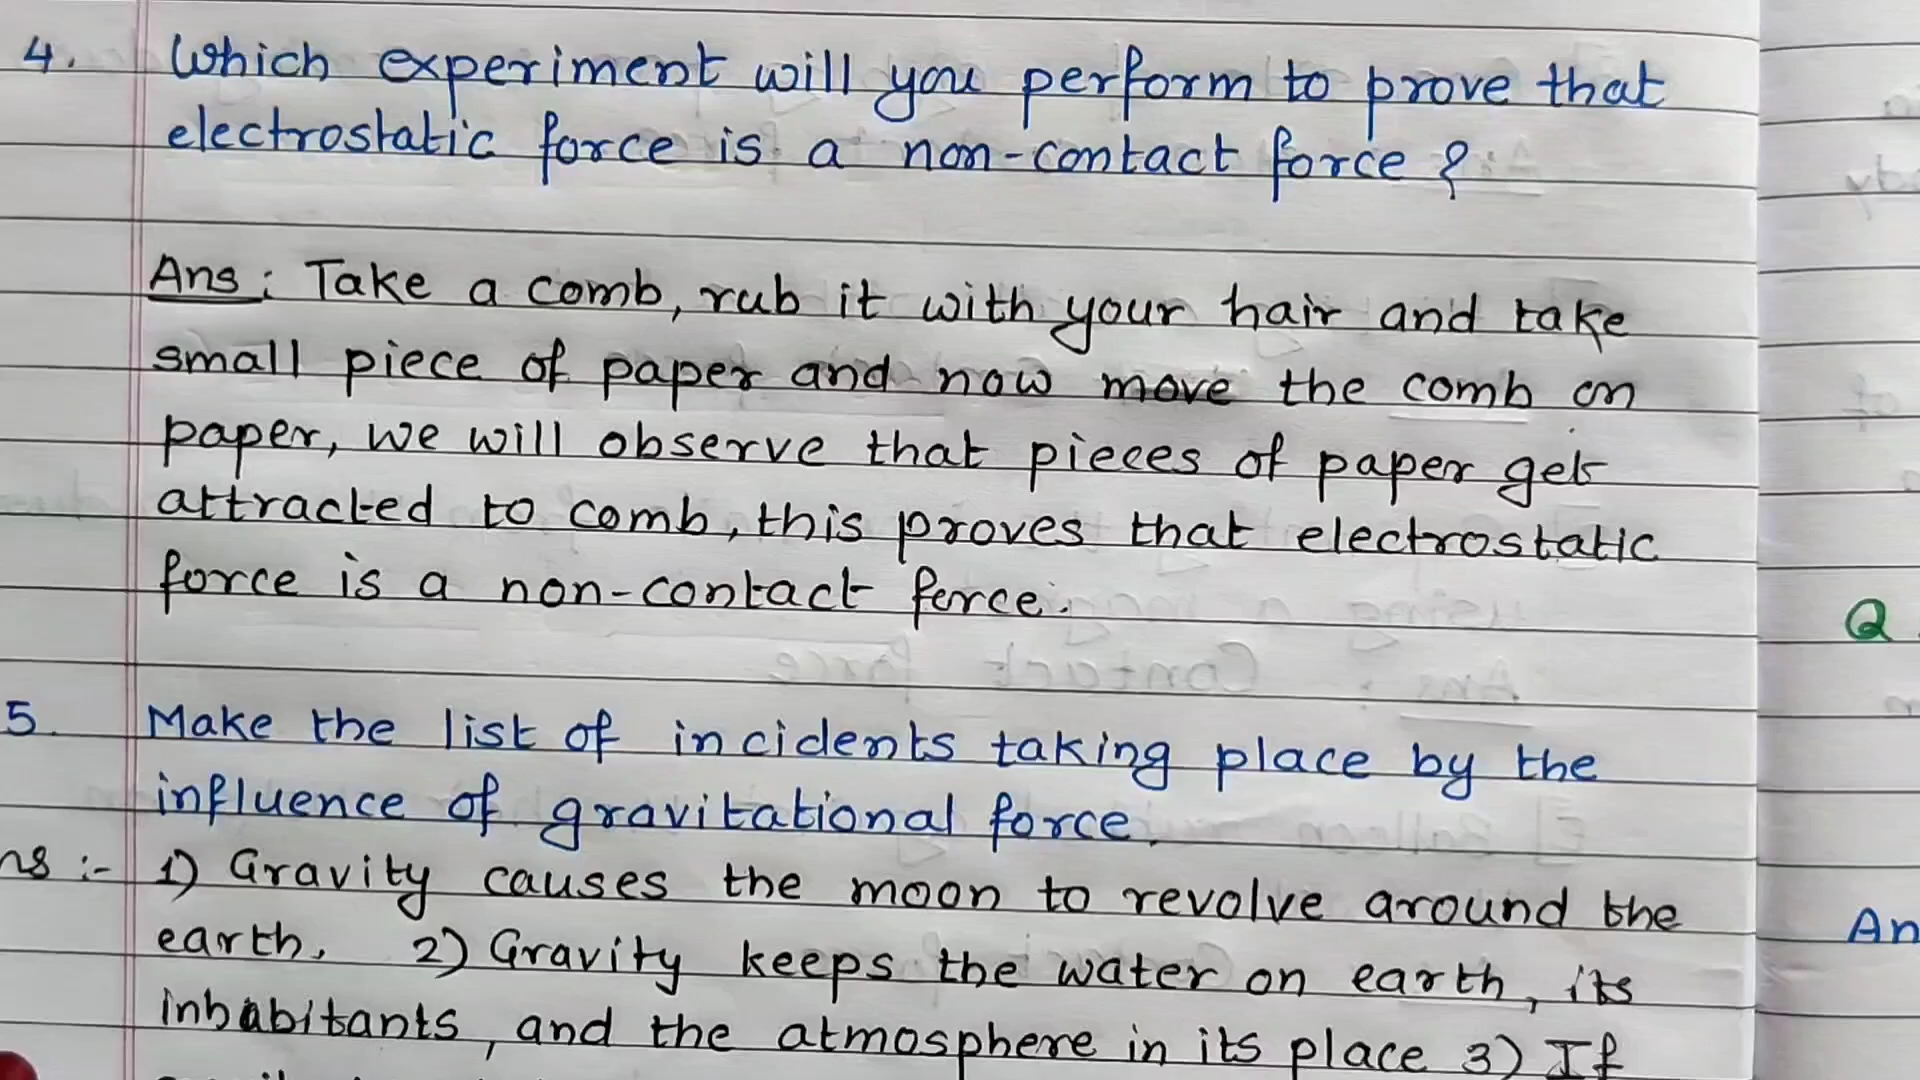 4. Which experiment will you perform to prove that
electrostatic force is a non-contact force ?
Ans : Take a comb, rub it with your hair and take
small piece of paper and now move the comb on
paper, we will observe that pieces of paper gets
attracted to comb, this proves that electrostatic
force is a non-contact force.
Q.
5. Make the list of incidents taking place by the
influence of gravitational force.
ns :- 1) Gravity causes the moon to revolve around the
An
earth. 2) Gravity keeps the water on earth, its
inhabitants, and the atmosphere in its place 3) If